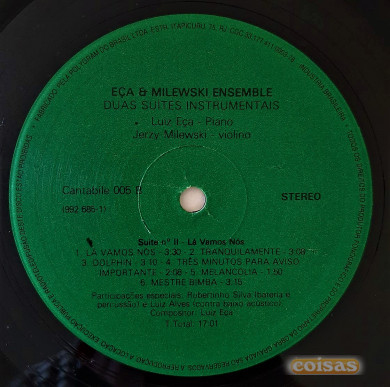 EÇA & MILEWSKI ENSEMBLE
DUAS SUITES INSTRUMENTAIS
Luiz Eça - Piano
Jerzy Milewski - violino
Cantabile 005 B
(992 685-1)
STEREO
Suite nº II - Lá Vamos Nós
1. LÁ VAMOS NÓS - 3:30 - 2. TRANQUILAMENTE - 3:08
3. DOLPHIN - 3:10 - 4. TRÊS MINUTOS PARA AVISO
IMPORTANTE - 2:08 - 5. MELANCOLIA - 1:50
6. MESTRE BIMBA - 3:15
Participações especiais: Robertinho Silva (bateria e
percussão) e Luiz Alves (contra baixo acústico).
Compositor: Luiz Eça
T. Total: 17:01
coisas